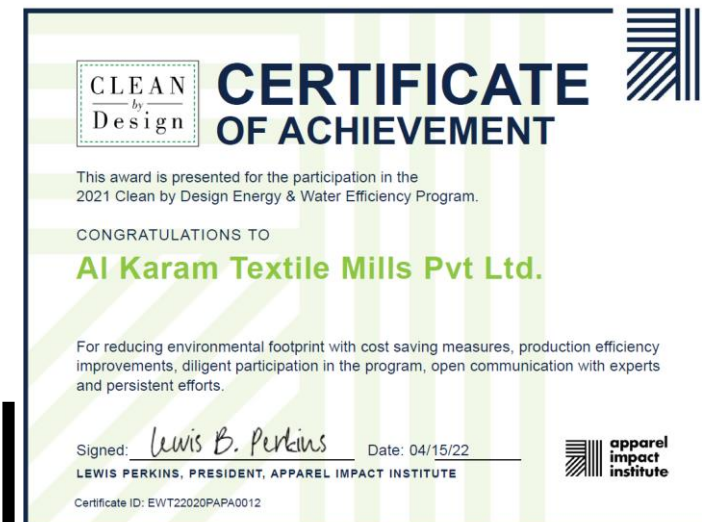 CLEAN
by
Design
CERTIFICATE
OF ACHIEVEMENT
This award is presented for the participation in the
2021 Clean by Design Energy & Water Efficiency Program.
CONGRATULATIONS TO
Al Karam Textile Mills Pvt Ltd.
For reducing environmental footprint with cost saving measures, production efficiency
improvements, diligent participation in the program, open communication with experts
and persistent efforts.
Signed: Lewis B. Perkins Date: 04/15/22
LEWIS PERKINS, PRESIDENT, APPAREL IMPACT INSTITUTE
apparel
impact
institute
Certificate ID: EWT22020PAPA0012